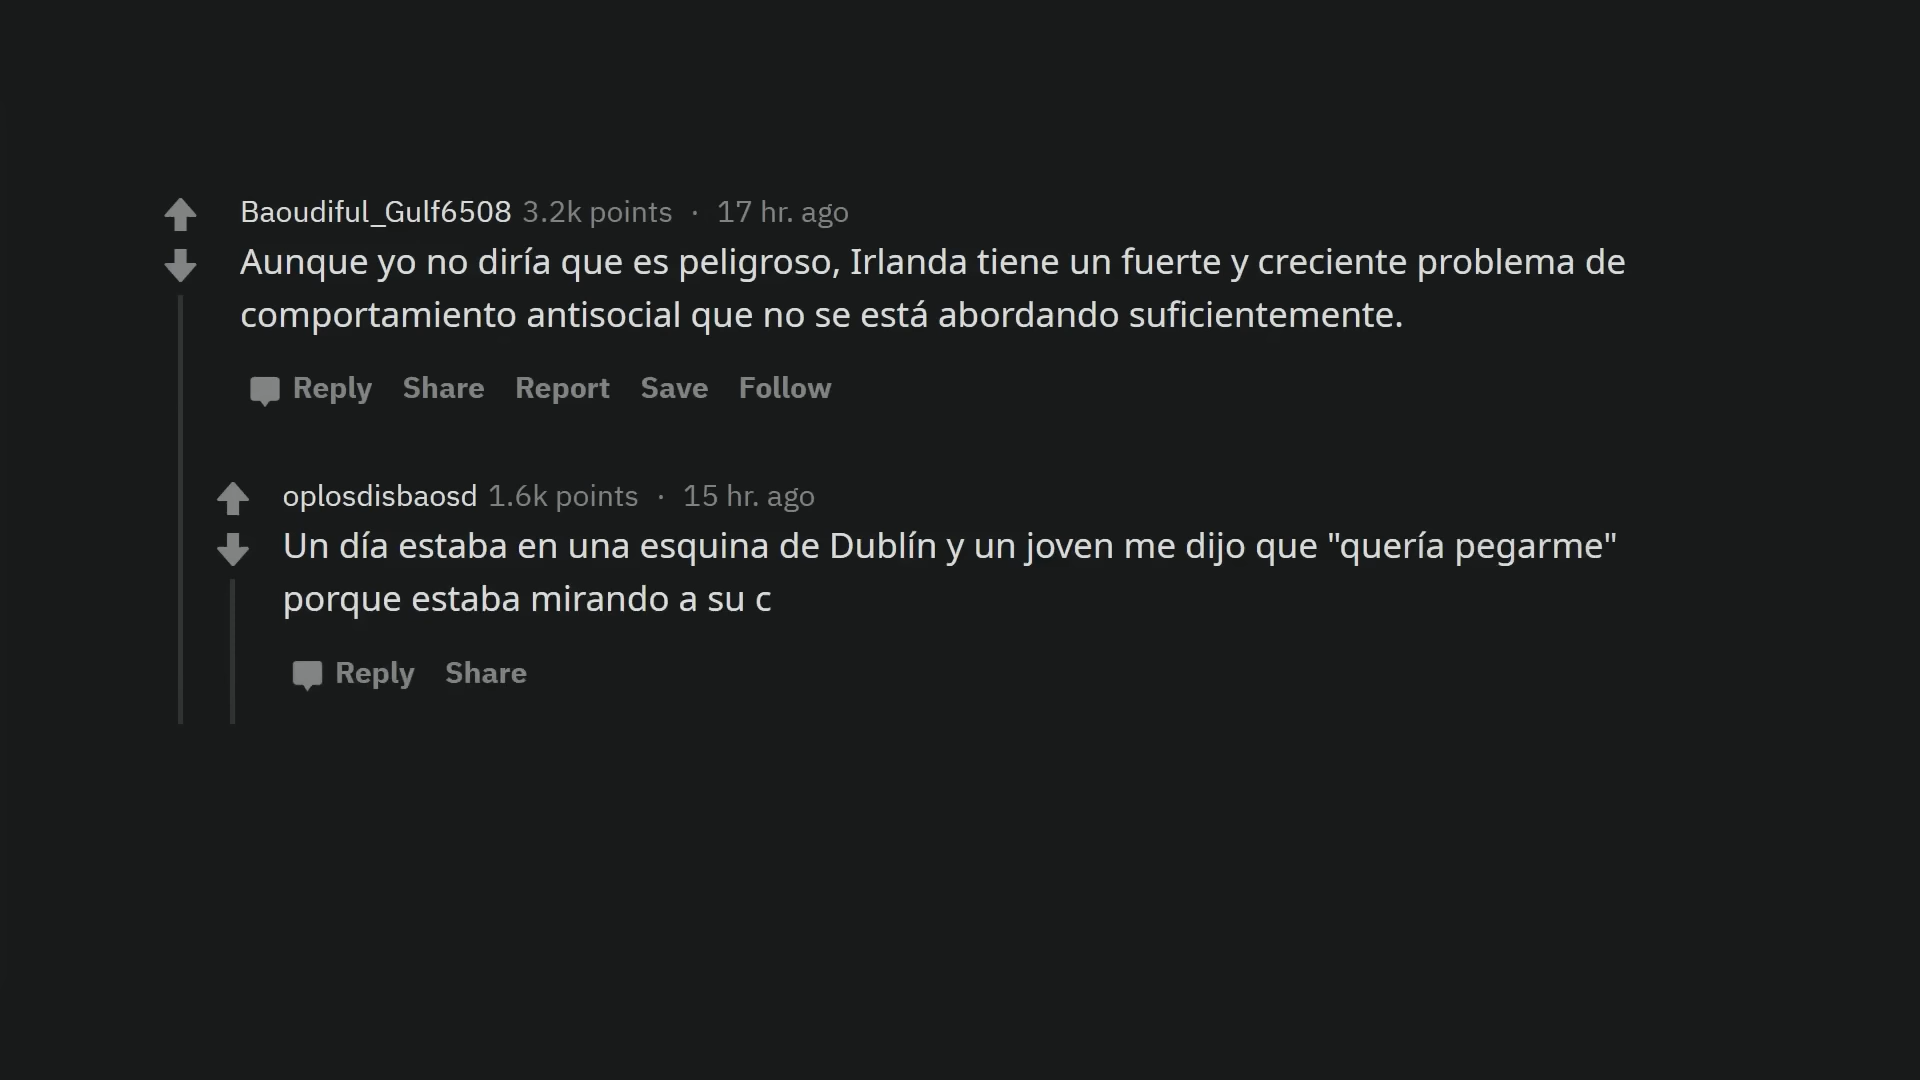 Baoudiful_Gulf6508 3.2k points · 17 hr. ago
Aunque yo no diría que es peligroso, Irlanda tiene un fuerte y creciente problema de
comportamiento antisocial que no se está abordando suficientemente.
Reply Share Report Save Follow
oplosdisbaosd 1.6k points · 15 hr. ago
Un día estaba en una esquina de Dublín y un joven me dijo que "quería pegarme"
porque estaba mirando a su c
Reply Share